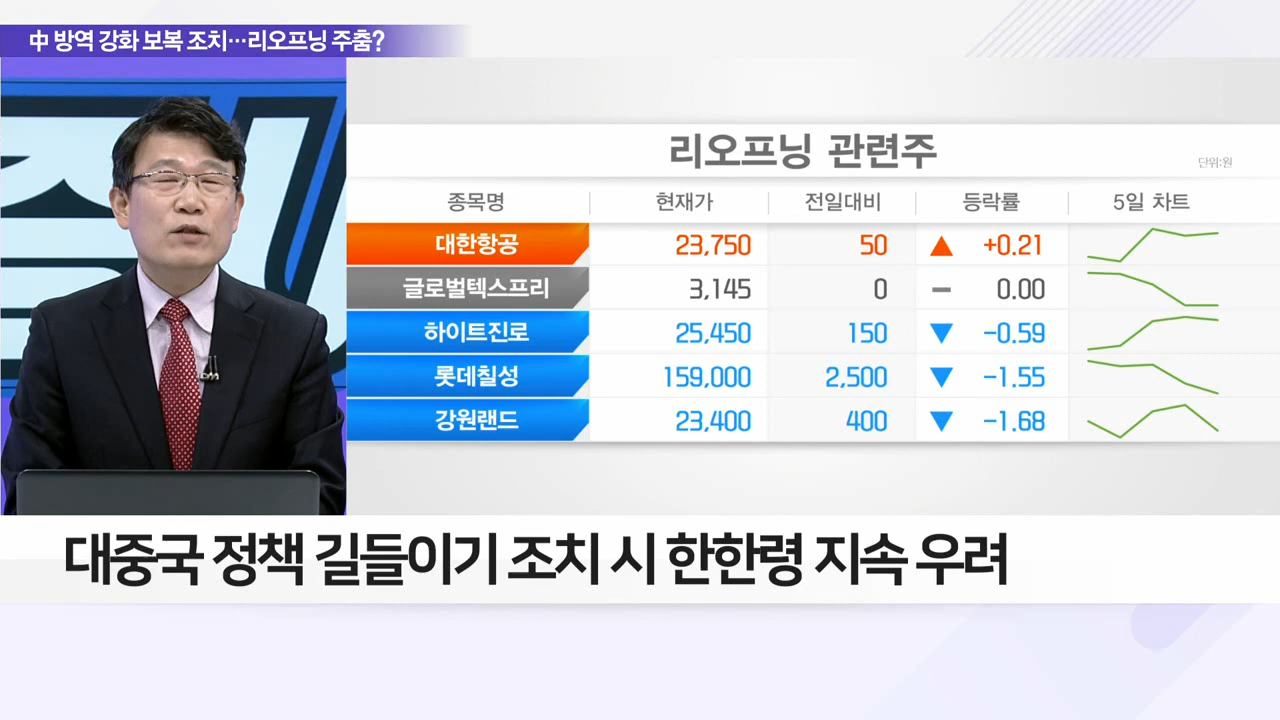 中 방역 강화 보복 조치…리오프닝 주춤?
리오프닝 관련주
단위:원
종목명 현재가 전일대비 등락률 5일 차트
대한항공 23,750 50 ▲ +0.21
글로벌텍스프리 3,145 0 − 0.00
하이트진로 25,450 150 ▼ −0.59
롯데칠성 159,000 2,500 ▼ −1.55
강원랜드 23,400 400 ▼ −1.68
대중국 정책 길들이기 조치 시 한한령 지속 우려